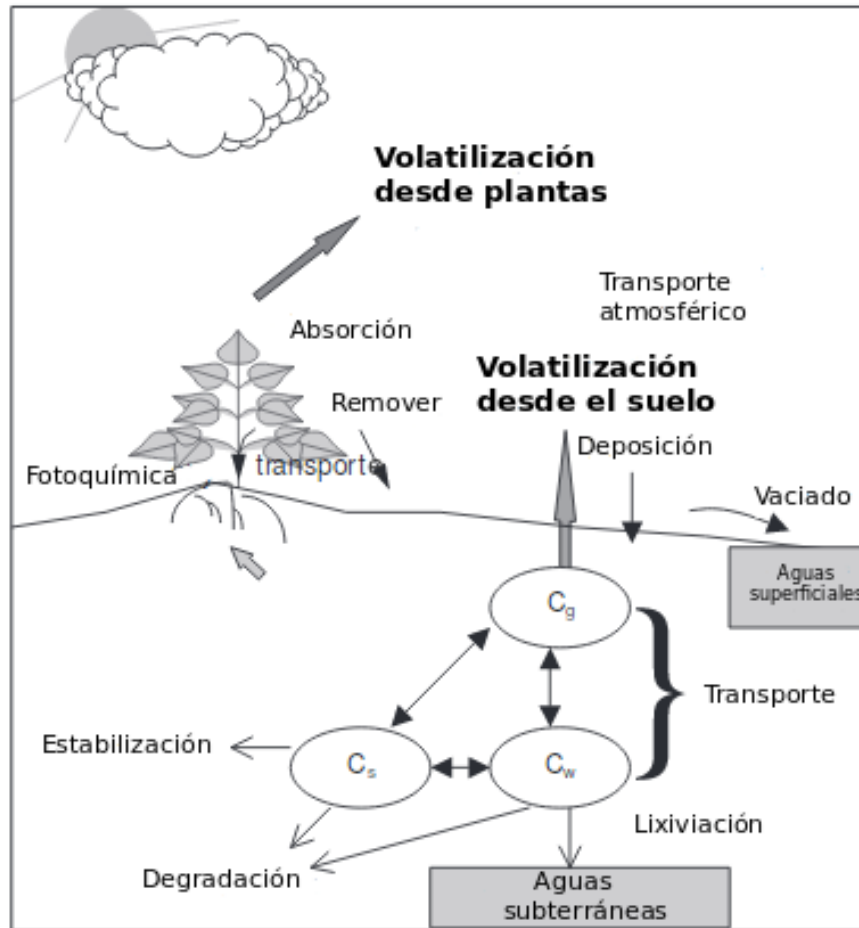 Volatilización
desde plantas
Transporte
atmosférico
Absorción
Volatilización
desde el suelo
Remover
Deposición
transporte
Fotoquímica
Vaciado
Aguas
superficiales
Cg
Transporte
Estabilización
Cs
Cw
Lixiviación
Degradación
Aguas
subterráneas